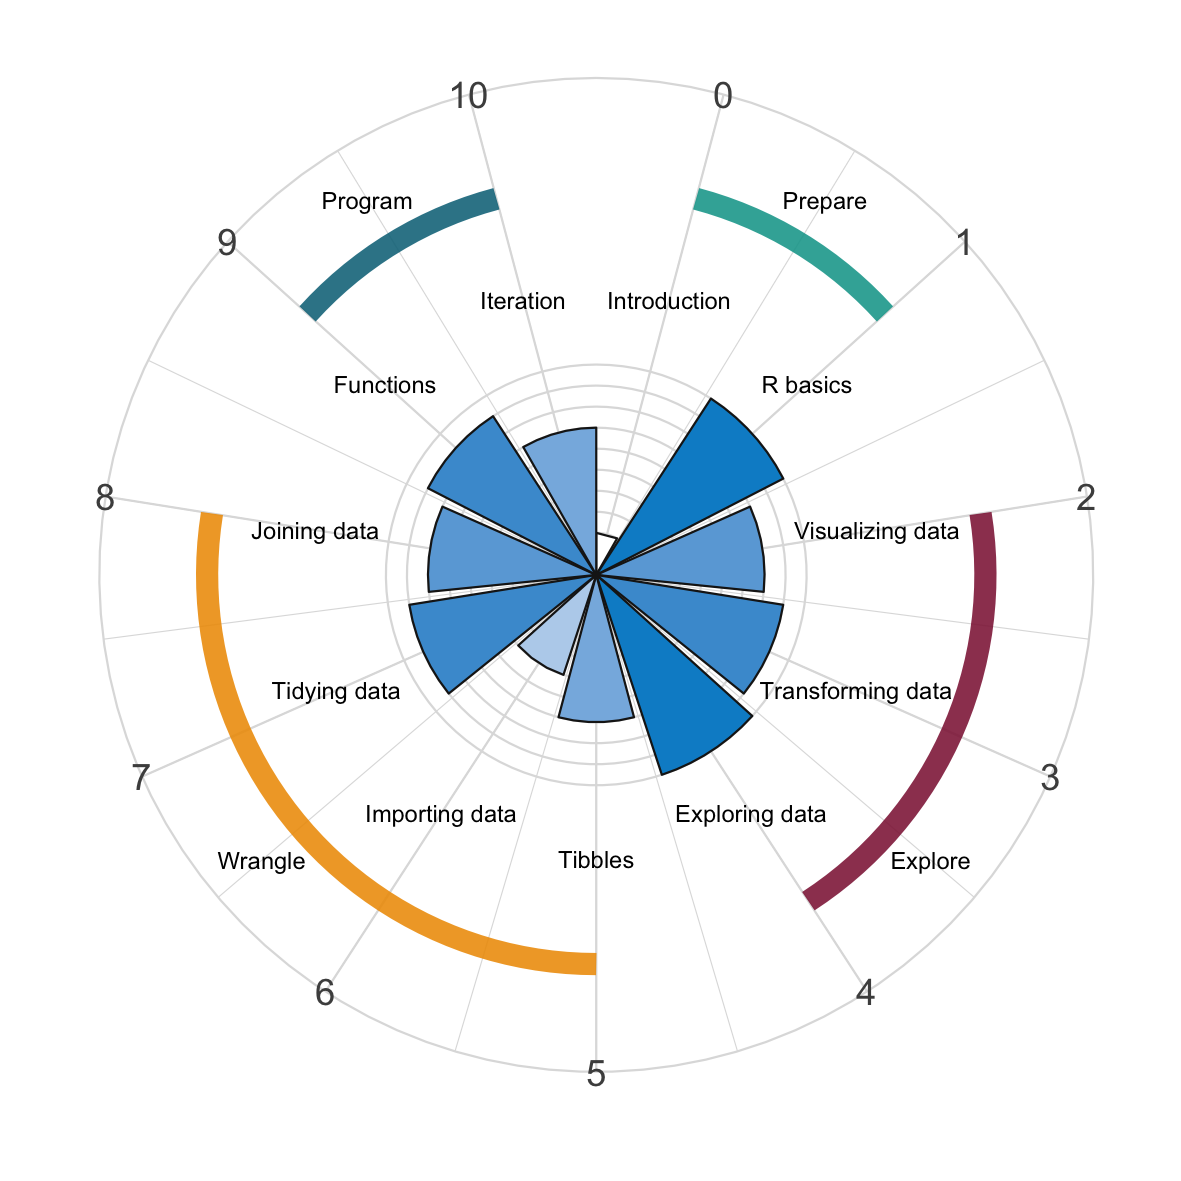 10
0
Program
Prepare
9
1
Iteration
Introduction
Functions
R basics
8
2
Joining data
Visualizing data
Tidying data
Transforming data
7
3
Importing data
Exploring data
Wrangle
Tibbles
Explore
6
4
5